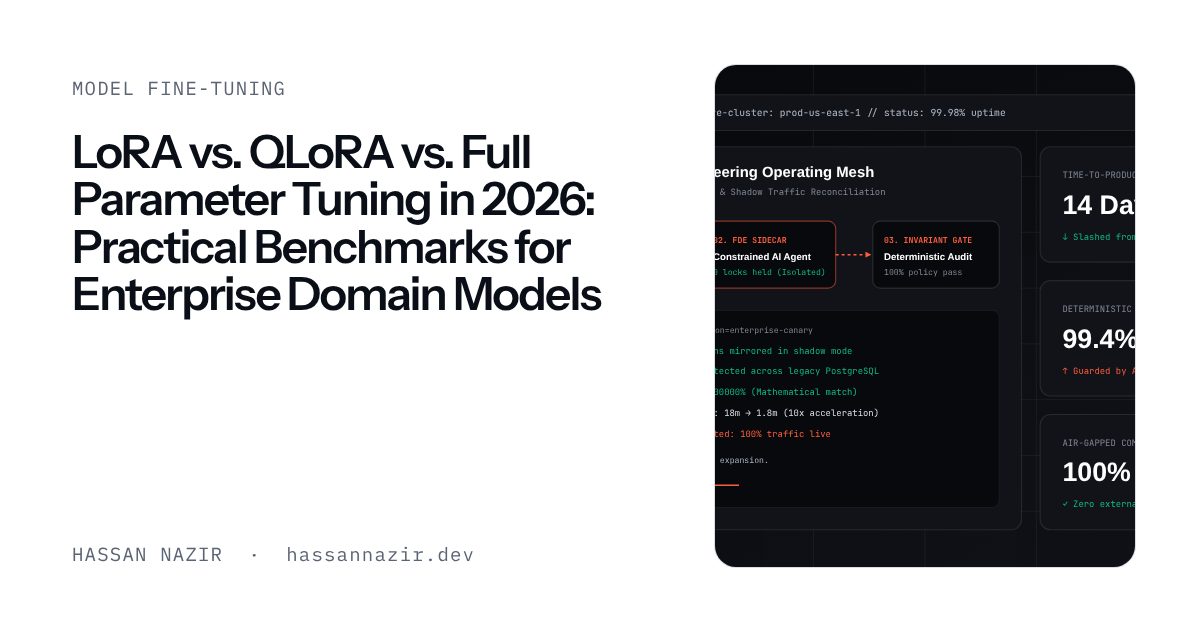 MODEL FINE-TUNING
LoRA vs. QLoRA vs. Full
Parameter Tuning in 2026:
Practical Benchmarks for
Enterprise Domain Models
HASSAN NAZIR · hassannazir.dev
e-cluster: prod-us-east-1 // status: 99.98% uptime
eering Operating Mesh
& Shadow Traffic Reconciliation
02. FDE SIDECAR
Constrained AI Agent
0 locks held (Isolated)
03. INVARIANT GATE
Deterministic Audit
100% policy pass
on=enterprise-canary
ns mirrored in shadow mode
tected across legacy PostgreSQL
00000% (Mathematical match)
: 18m → 1.8m (10x acceleration)
ted: 100% traffic live
expansion.
TIME-TO-PRODUC
14 Da
↓ Slashed from
DETERMINISTIC
99.4%
↑ Guarded by A
AIR-GAPPED COM
100%
✓ Zero externa